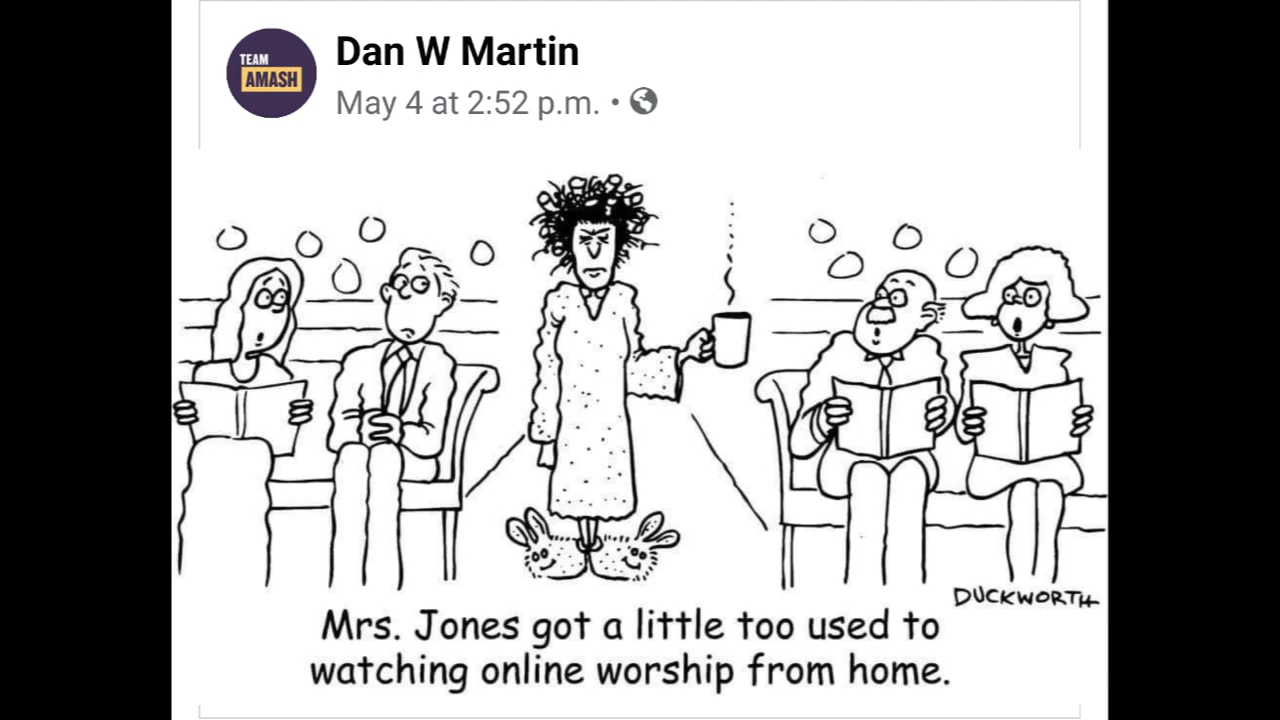 TEAM
AMASH
Dan W Martin
May 4 at 2:52 p.m. •
DUCKWORTH
Mrs. Jones got a little too used to
watching online worship from home.